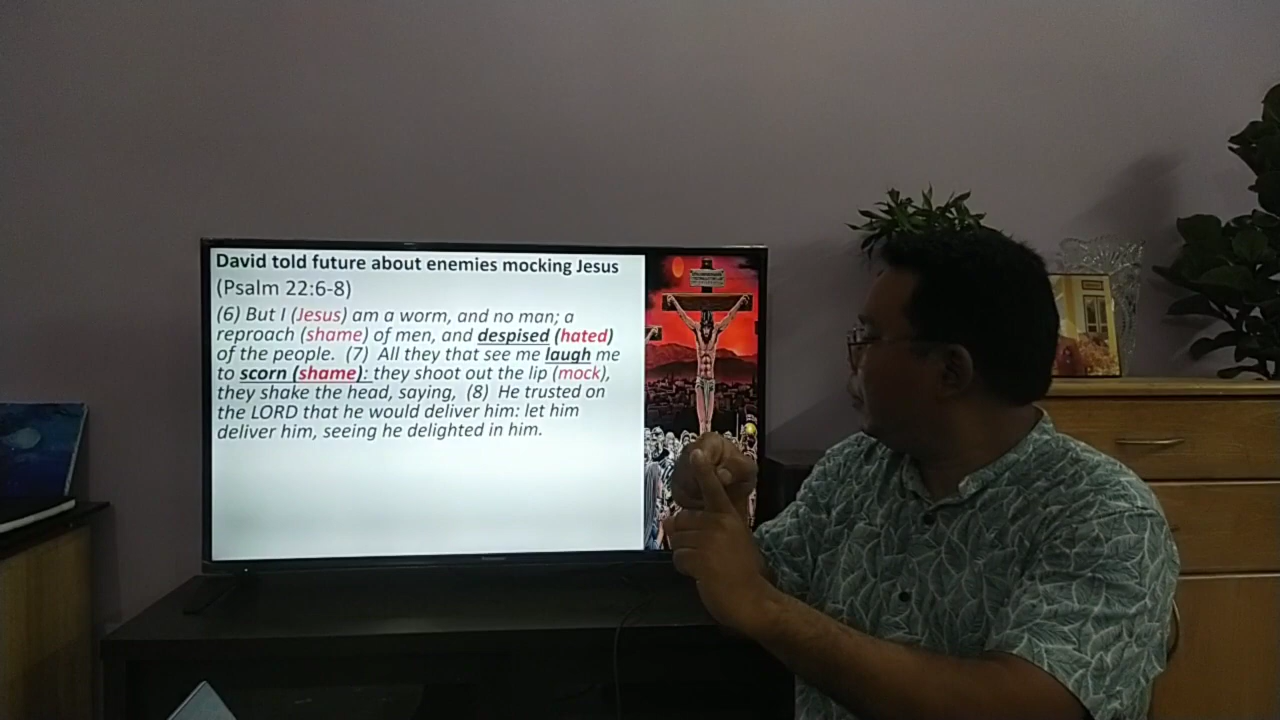 David told future about enemies mocking Jesus
(Psalm 22:6-8)
(6) But I (Jesus) am a worm, and no man; a
reproach (shame) of men, and despised (hated)
of the people. (7) All they that see me laugh me
to scorn (shame): they shoot out the lip (mock),
they shake the head, saying, (8) He trusted on
the LORD that he would deliver him: let him
deliver him, seeing he delighted in him.